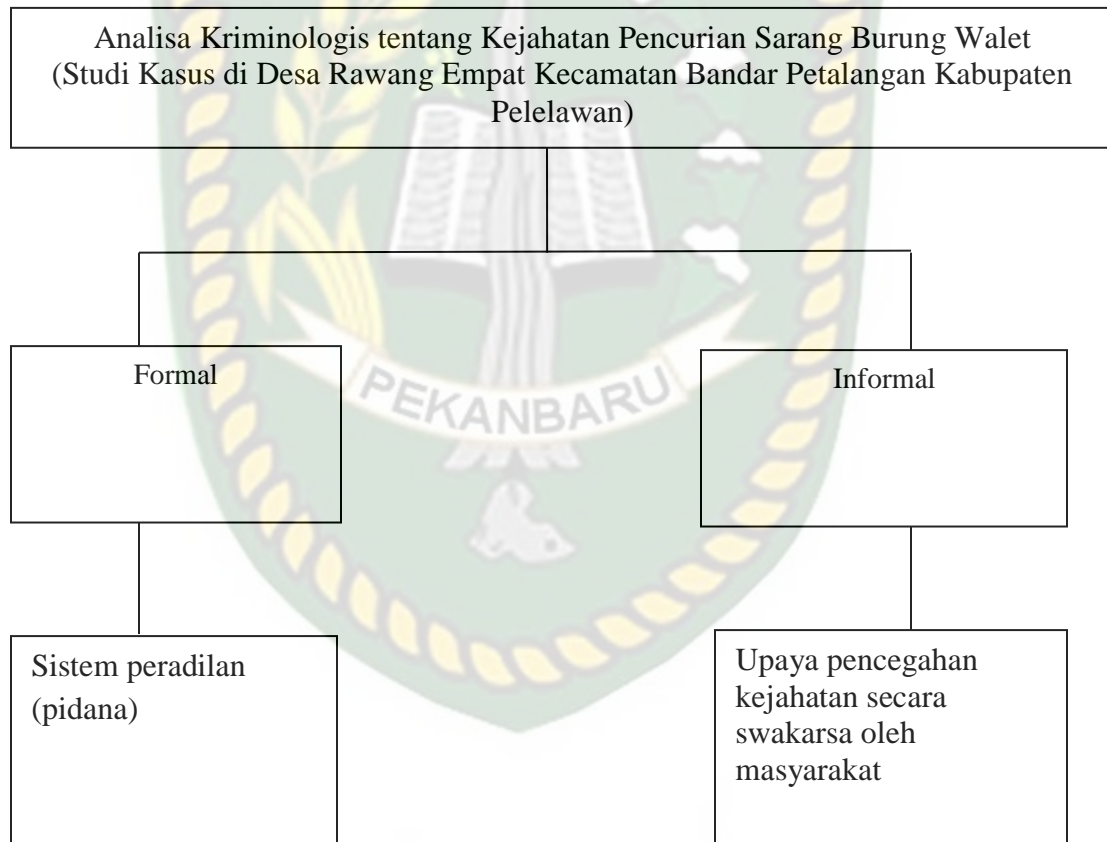 Analisa Kriminologis tentang Kejahatan Pencurian Sarang Burung Walet
(Studi Kasus di Desa Rawang Empat Kecamatan Bandar Petalangan Kabupaten
Pelelawan)
Formal
Informal
PEKANBARU
Sistem peradilan
(pidana)
Upaya pencegahan
kejahatan secara
swakarsa oleh
masyarakat